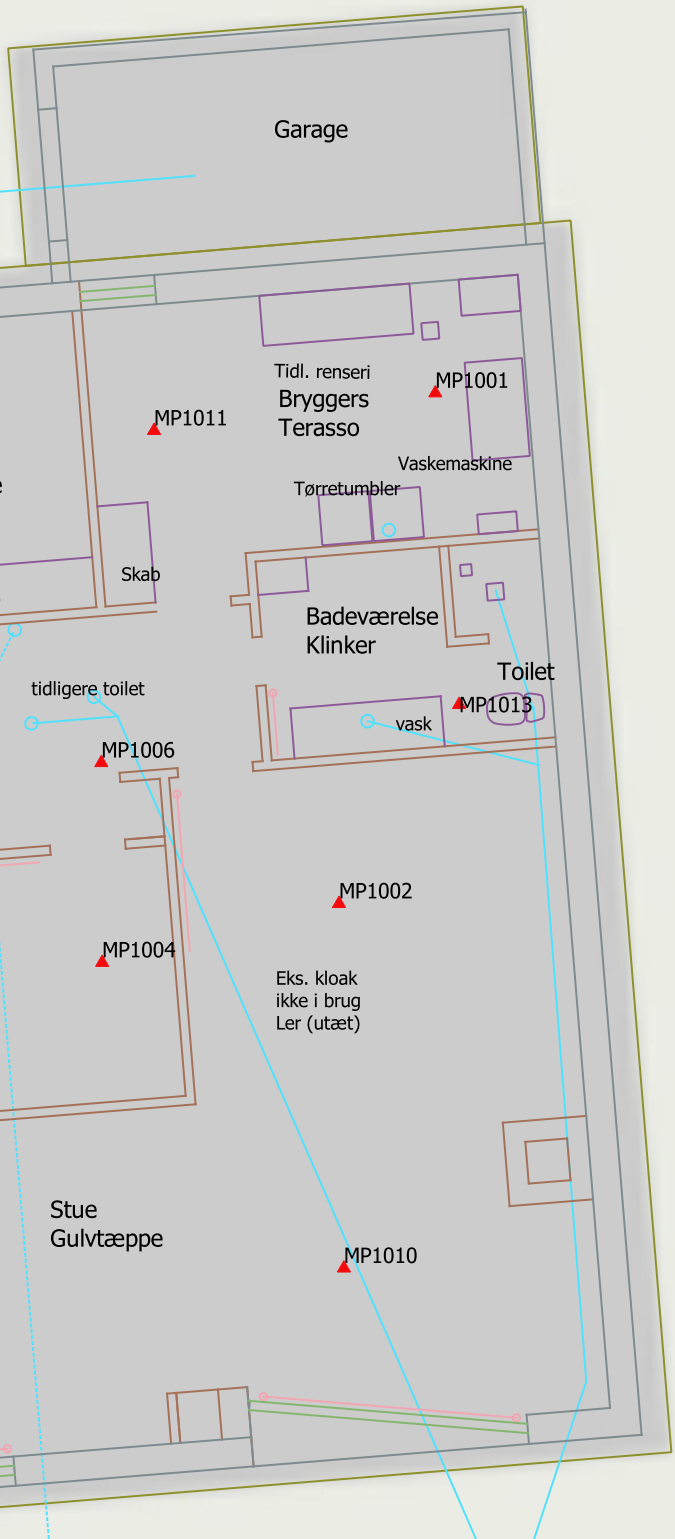 Garage
Tidl. renseri
Bryggers
Terasso
MP1001
MP1011
Vaskemaskine
Tørretumbler
Skab
Badeværelse
Klinker
Toilet
tidligere toilet
MP1013
vask
MP1006
MP1002
MP1004
Eks. kloak
ikke i brug
Ler (utæt)
Stue
Gulvtæppe
MP1010